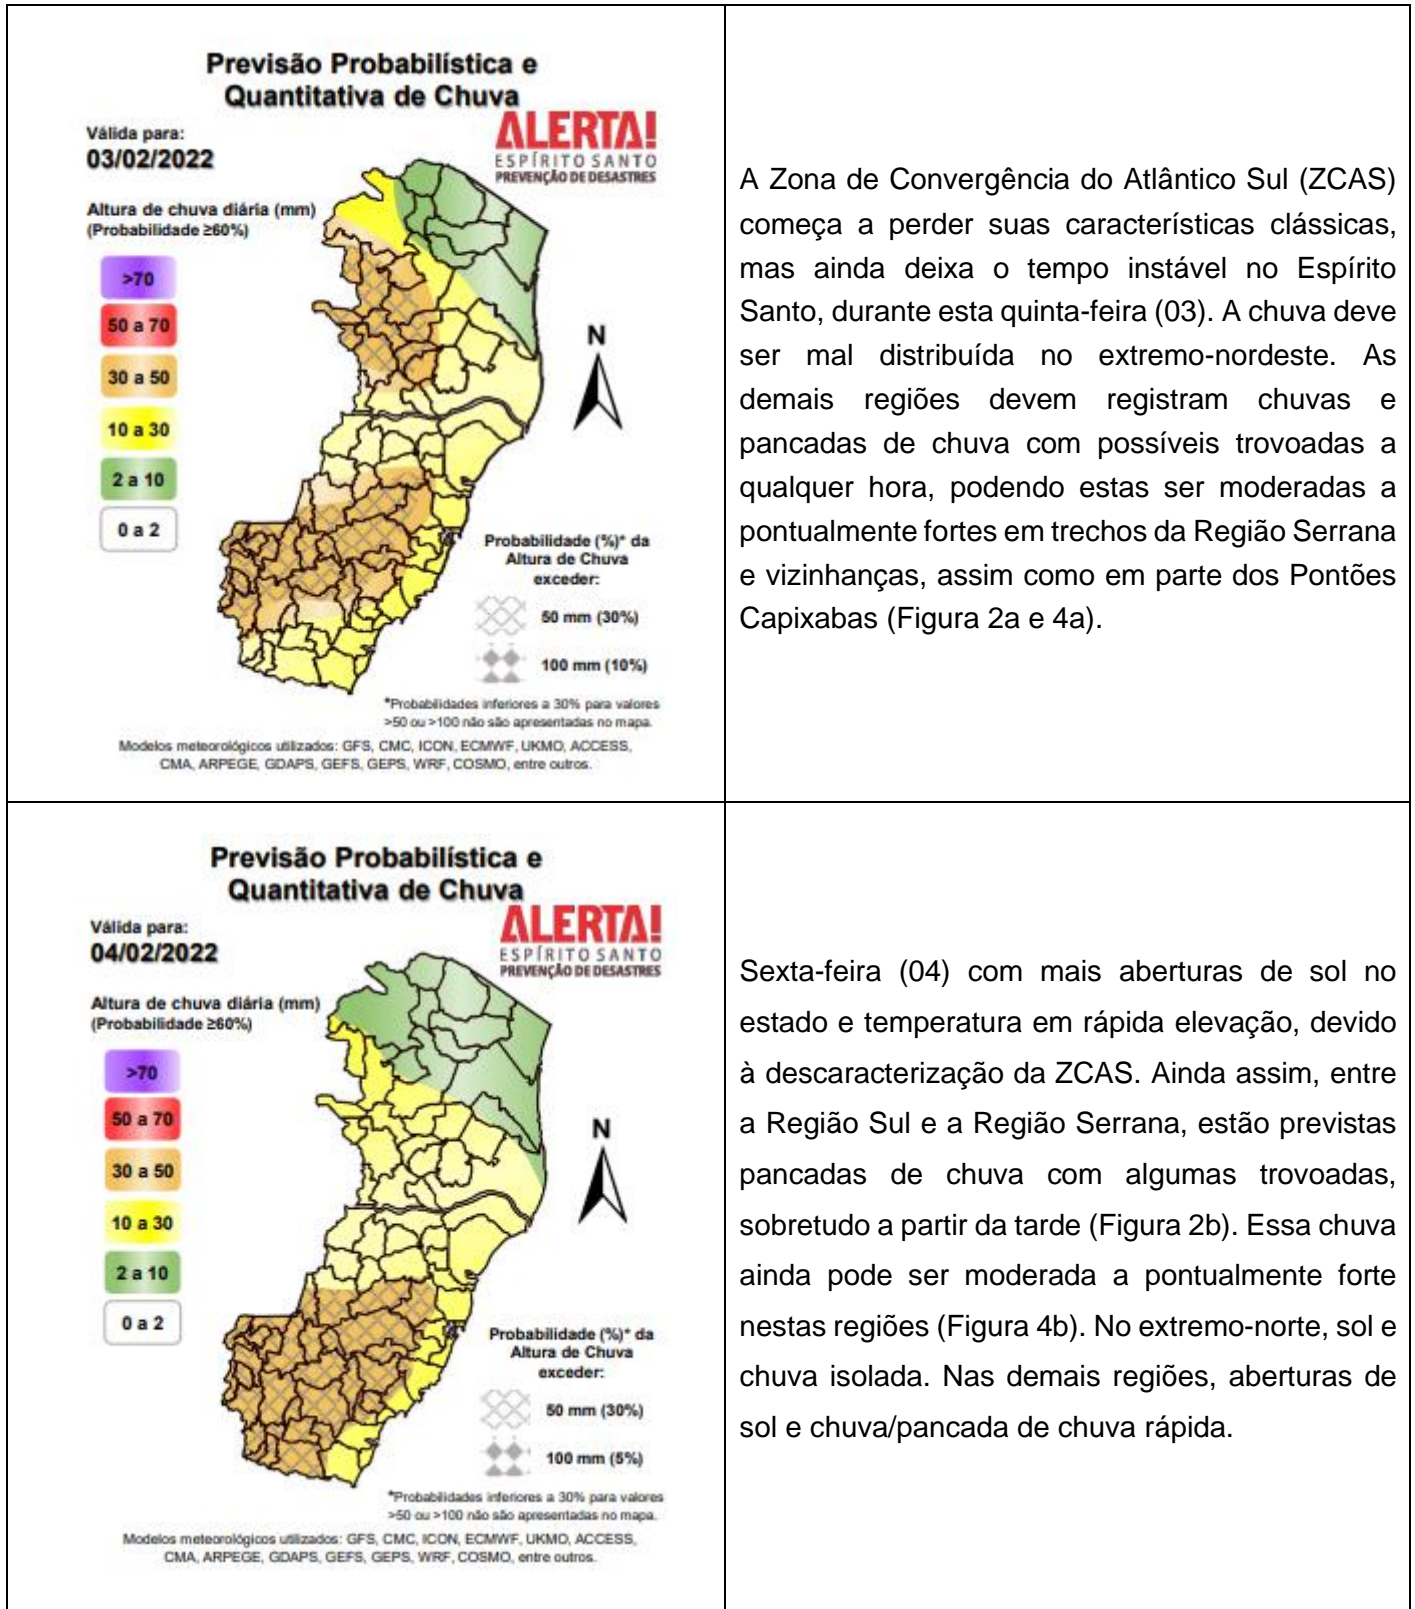 Previsão Probabilística e
Quantitativa de Chuva
ALERTA!
ESPÍRITO SANTO
PREVENÇÃO DE DESASTRES
Válida para:
03/02/2022
Altura de chuva diária (mm)
(Probabilidade ≥60%)
>70
50 a 70
30 a 50
10 a 30
2 a 10
0 a 2
N
Probabilidade (%)* da
Altura de Chuva
exceder:
50 mm (30%)
100 mm (10%)
*Probabilidades inferiores a 30% para valores
>50 ou >100 não são apresentadas no mapa.
Modelos meteorológicos utilizados: GFS, CMC, ICON, ECMWF, UKMO, ACCESS,
CMA, ARPEGE, GDAPS, GEFS, GEPS, WRF, COSMO, entre outros.
A Zona de Convergência do Atlântico Sul (ZCAS)
começa a perder suas características clássicas,
mas ainda deixa o tempo instável no Espírito
Santo, durante esta quinta-feira (03). A chuva deve
ser mal distribuída no extremo-nordeste. As
demais regiões devem registram chuvas e
pancadas de chuva com possíveis trovoadas a
qualquer hora, podendo estas ser moderadas a
pontualmente fortes em trechos da Região Serrana
e vizinhanças, assim como em parte dos Pontões
Capixabas (Figura 2a e 4a).
Previsão Probabilística e
Quantitativa de Chuva
ALERTA!
ESPÍRITO SANTO
PREVENÇÃO DE DESASTRES
Válida para:
04/02/2022
Altura de chuva diária (mm)
(Probabilidade ≥60%)
>70
50 a 70
30 a 50
10 a 30
2 a 10
0 a 2
N
Probabilidade (%)* da
Altura de Chuva
exceder:
50 mm (30%)
100 mm (5%)
*Probabilidades inferiores a 30% para valores
>50 ou >100 não são apresentadas no mapa.
Modelos meteorológicos utilizados: GFS, CMC, ICON, ECMWF, UKMO, ACCESS,
CMA, ARPEGE, GDAPS, GEFS, GEPS, WRF, COSMO, entre outros.
Sexta-feira (04) com mais aberturas de sol no
estado e temperatura em rápida elevação, devido
à descaracterização da ZCAS. Ainda assim, entre
a Região Sul e a Região Serrana, estão previstas
pancadas de chuva com algumas trovoadas,
sobretudo a partir da tarde (Figura 2b). Essa chuva
ainda pode ser moderada a pontualmente forte
nestas regiões (Figura 4b). No extremo-norte, sol e
chuva isolada. Nas demais regiões, aberturas de
sol e chuva/pancada de chuva rápida.